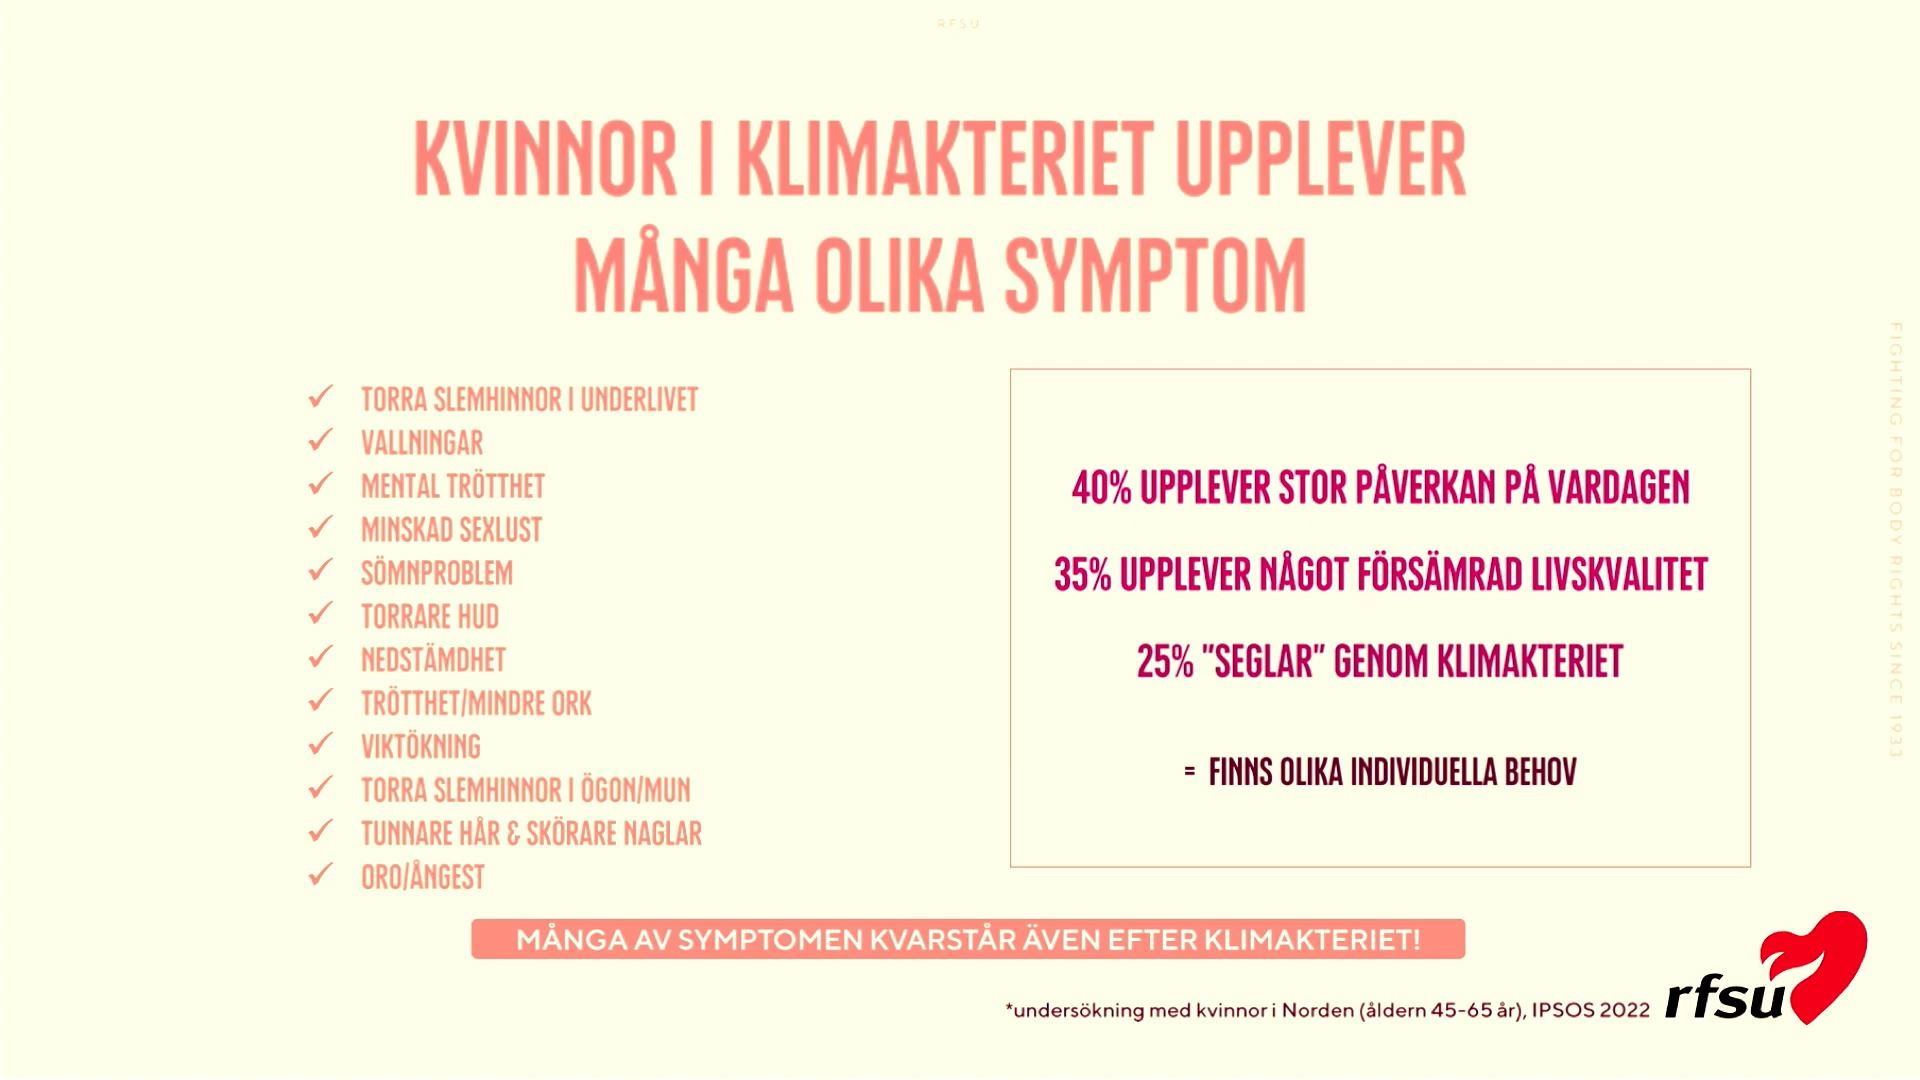 RFSU
KVINNOR I KLIMAKTERIET UPPLEVER
MÅNGA OLIKA SYMPTOM
TORRA SLEMHINNOR I UNDERLIVET
VALLNINGAR
MENTAL TRÖTTHET
MINSKAD SEXLUST
SÖMNPROBLEM
TORRARE HUD
NEDSTÄMDHET
TRÖTTHET/MINDRE ORK
VIKTÖKNING
TORRA SLEMHINNOR I ÖGON/MUN
TUNNARE HÅR & SKÖRARE NAGLAR
ORO/ÅNGEST
40% UPPLEVER STOR PÅVERKAN PÅ VARDAGEN
35% UPPLEVER NÅGOT FÖRSÄMRAD LIVSKVALITET
25% "SEGLAR" GENOM KLIMAKTERIET
= FINNS OLIKA INDIVIDUELLA BEHOV
MÅNGA AV SYMPTOMEN KVARSTÅR ÄVEN EFTER KLIMAKTERIET!
*undersökning med kvinnor i Norden (åldern 45-65 år), IPSOS 2022
rfsu
FIGHTING FOR BODY RIGHTS SINCE 1933